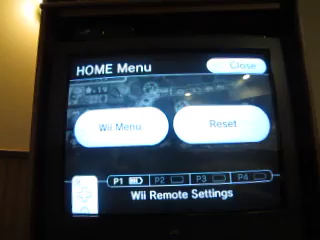 HOME Menu
Close
Wii Menu
Reset
P1 P2 P3 P4
Wii Remote Settings